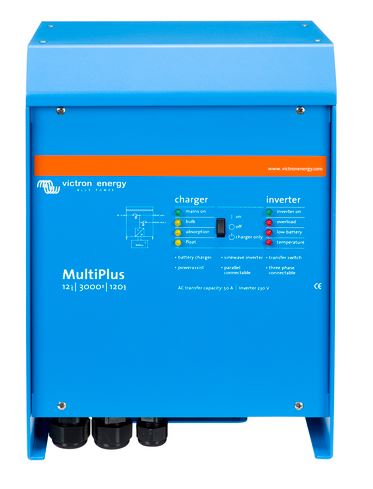 www.victronenergy.com
victron energy
BLUE POWER
charger
inverter
mains on
inverter on
bulk
overload
absorption
low battery
float
temperature
on
off
charger only
MultiPlus
12 | 3000 | 120
• battery charger
• sinewave inverter
• transfer switch
• powerassist
• parallel connectable
• three phase connectable
AC transfer capacity: 50 A | Inverter 230 V
CE